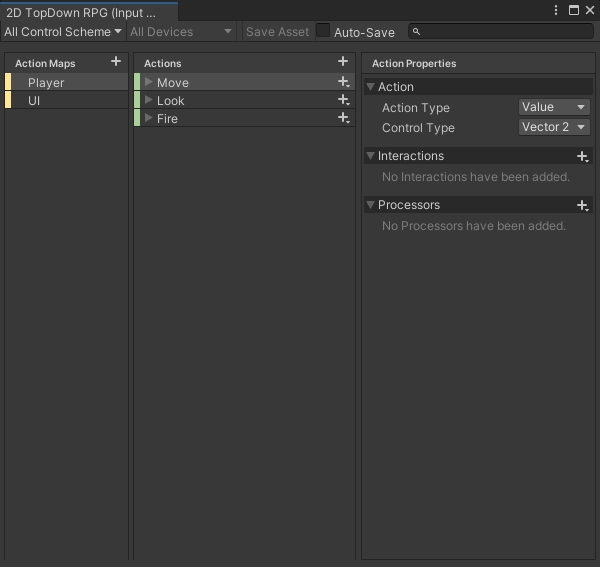 2D TopDown RPG (Input ...
All Control Scheme All Devices Save Asset Auto-Save
Action Maps Actions Action Properties
Player Move Action
UI Look Action Type Value
Fire Control Type Vector 2
Interactions
No Interactions have been added.
Processors
No Processors have been added.